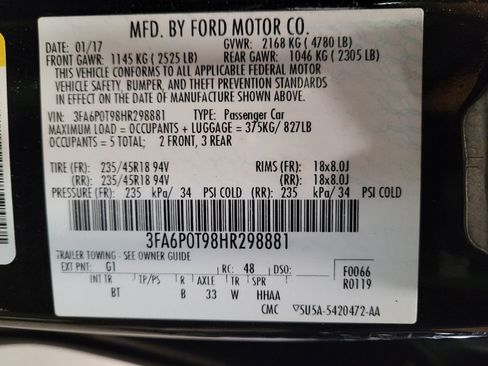 MFD. BY FORD MOTOR CO.
DATE: 01/17 GVWR: 2168 KG ( 4780 LB)
FRONT GAWR: 1145 KG ( 2525 LB) REAR GAWR: 1046 KG ( 2305 LB)
THIS VEHICLE CONFORMS TO ALL APPLICABLE FEDERAL MOTOR
VEHICLE SAFETY, BUMPER, AND THEFT PREVENTION STANDARDS
IN EFFECT ON THE DATE OF MANUFACTURE SHOWN ABOVE.
VIN: 3FA6P0T98HR298881 TYPE: Passenger Car
MAXIMUM LOAD = OCCUPANTS + LUGGAGE = 375KG/ 827LB
OCCUPANTS = 5 TOTAL; 2 FRONT, 3 REAR
TIRE (FR): 235/45R18 94V RIMS (FR): 18x8.0J
(RR): 235/45R18 94V (RR): 18x8.0J
PRESSURE (FR): 235 kPa/ 34 PSI COLD (RR): 235 kPa/ 34 PSI COLD
3FA6P0T98HR298881
TRAILER TOWING - SEE OWNER GUIDE
EXT PNT: G1 RC: 48 DSO: F0066
INT TR TP/PS R AXLE TR SPR R0119
BT B 33 W HHAA
CMC SU5A-5420472-AA